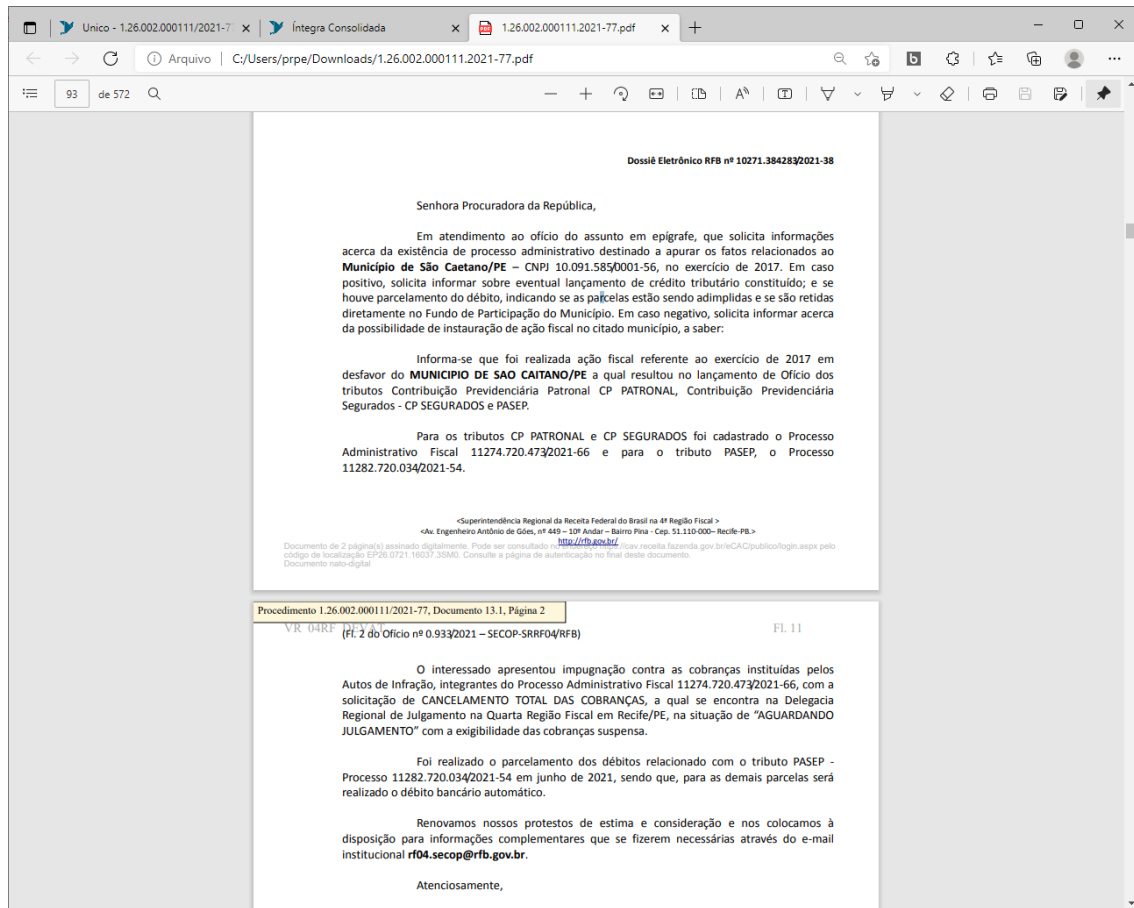 Unico - 1.26.002.000111/2021-7
Íntegra Consolidada
1.26.002.000111.2021-77.pdf
Arquivo
C:/Users/prpe/Downloads/1.26.002.000111.2021-77.pdf
93 de 572
Dossiê Eletrônico RFB nº 10271.384283/2021-38
Senhora Procuradora da República,
Em atendimento ao ofício do assunto em epígrafe, que solicita informações
acerca da existência de processo administrativo destinado a apurar os fatos relacionados ao
Município de São Caetano/PE – CNPJ 10.091.585/0001-56, no exercício de 2017. Em caso
positivo, solicita informar sobre eventual lançamento de crédito tributário constituído; e se
houve parcelamento do débito, indicando se as parcelas estão sendo adimplidas e se são retidas
diretamente no Fundo de Participação do Município. Em caso negativo, solicita informar acerca
da possibilidade de instauração de ação fiscal no citado município, a saber:
Informa-se que foi realizada ação fiscal referente ao exercício de 2017 em
desfavor do MUNICIPIO DE SAO CAITANO/PE a qual resultou no lançamento de Ofício dos
tributos Contribuição Previdenciária Patronal CP PATRONAL, Contribuição Previdenciária
Segurados - CP SEGURADOS e PASEP.
Para os tributos CP PATRONAL e CP SEGURADOS foi cadastrado o Processo
Administrativo Fiscal 11274.720.473/2021-66 e para o tributo PASEP, o Processo
11282.720.034/2021-54.
<Superintendência Regional da Receita Federal do Brasil na 4ª Região Fiscal >
<Av. Engenheiro Antônio de Góes, nº 449 – 10º Andar – Bairro Pina - Cep. 51.110-000– Recife-PB.>
http://rfb.gov.br/
Documento de 2 página(s) assinado digitalmente. Pode ser consultado no endereço https://cav.receita.fazenda.gov.br/eCAC/publico/login.aspx pelo
código de localização EP26.0721.16037.3SM0. Consulte a página de autenticação no final deste documento.
Documento nato-digital
Procedimento 1.26.002.000111/2021-77, Documento 13.1, Página 2
VR 04RF DEVAT
Fl. 11
(Fl. 2 do Ofício nº 0.933/2021 – SECOP-SRRF04/RFB)
O interessado apresentou impugnação contra as cobranças instituídas pelos
Autos de Infração, integrantes do Processo Administrativo Fiscal 11274.720.473/2021-66, com a
solicitação de CANCELAMENTO TOTAL DAS COBRANÇAS, a qual se encontra na Delegacia
Regional de Julgamento na Quarta Região Fiscal em Recife/PE, na situação de “AGUARDANDO
JULGAMENTO” com a exigibilidade das cobranças suspensa.
Foi realizado o parcelamento dos débitos relacionado com o tributo PASEP -
Processo 11282.720.034/2021-54 em junho de 2021, sendo que, para as demais parcelas será
realizado o débito bancário automático.
Renovamos nossos protestos de estima e consideração e nos colocamos à
disposição para informações complementares que se fizerem necessárias através do e-mail
institucional rf04.secop@rfb.gov.br.
Atenciosamente,